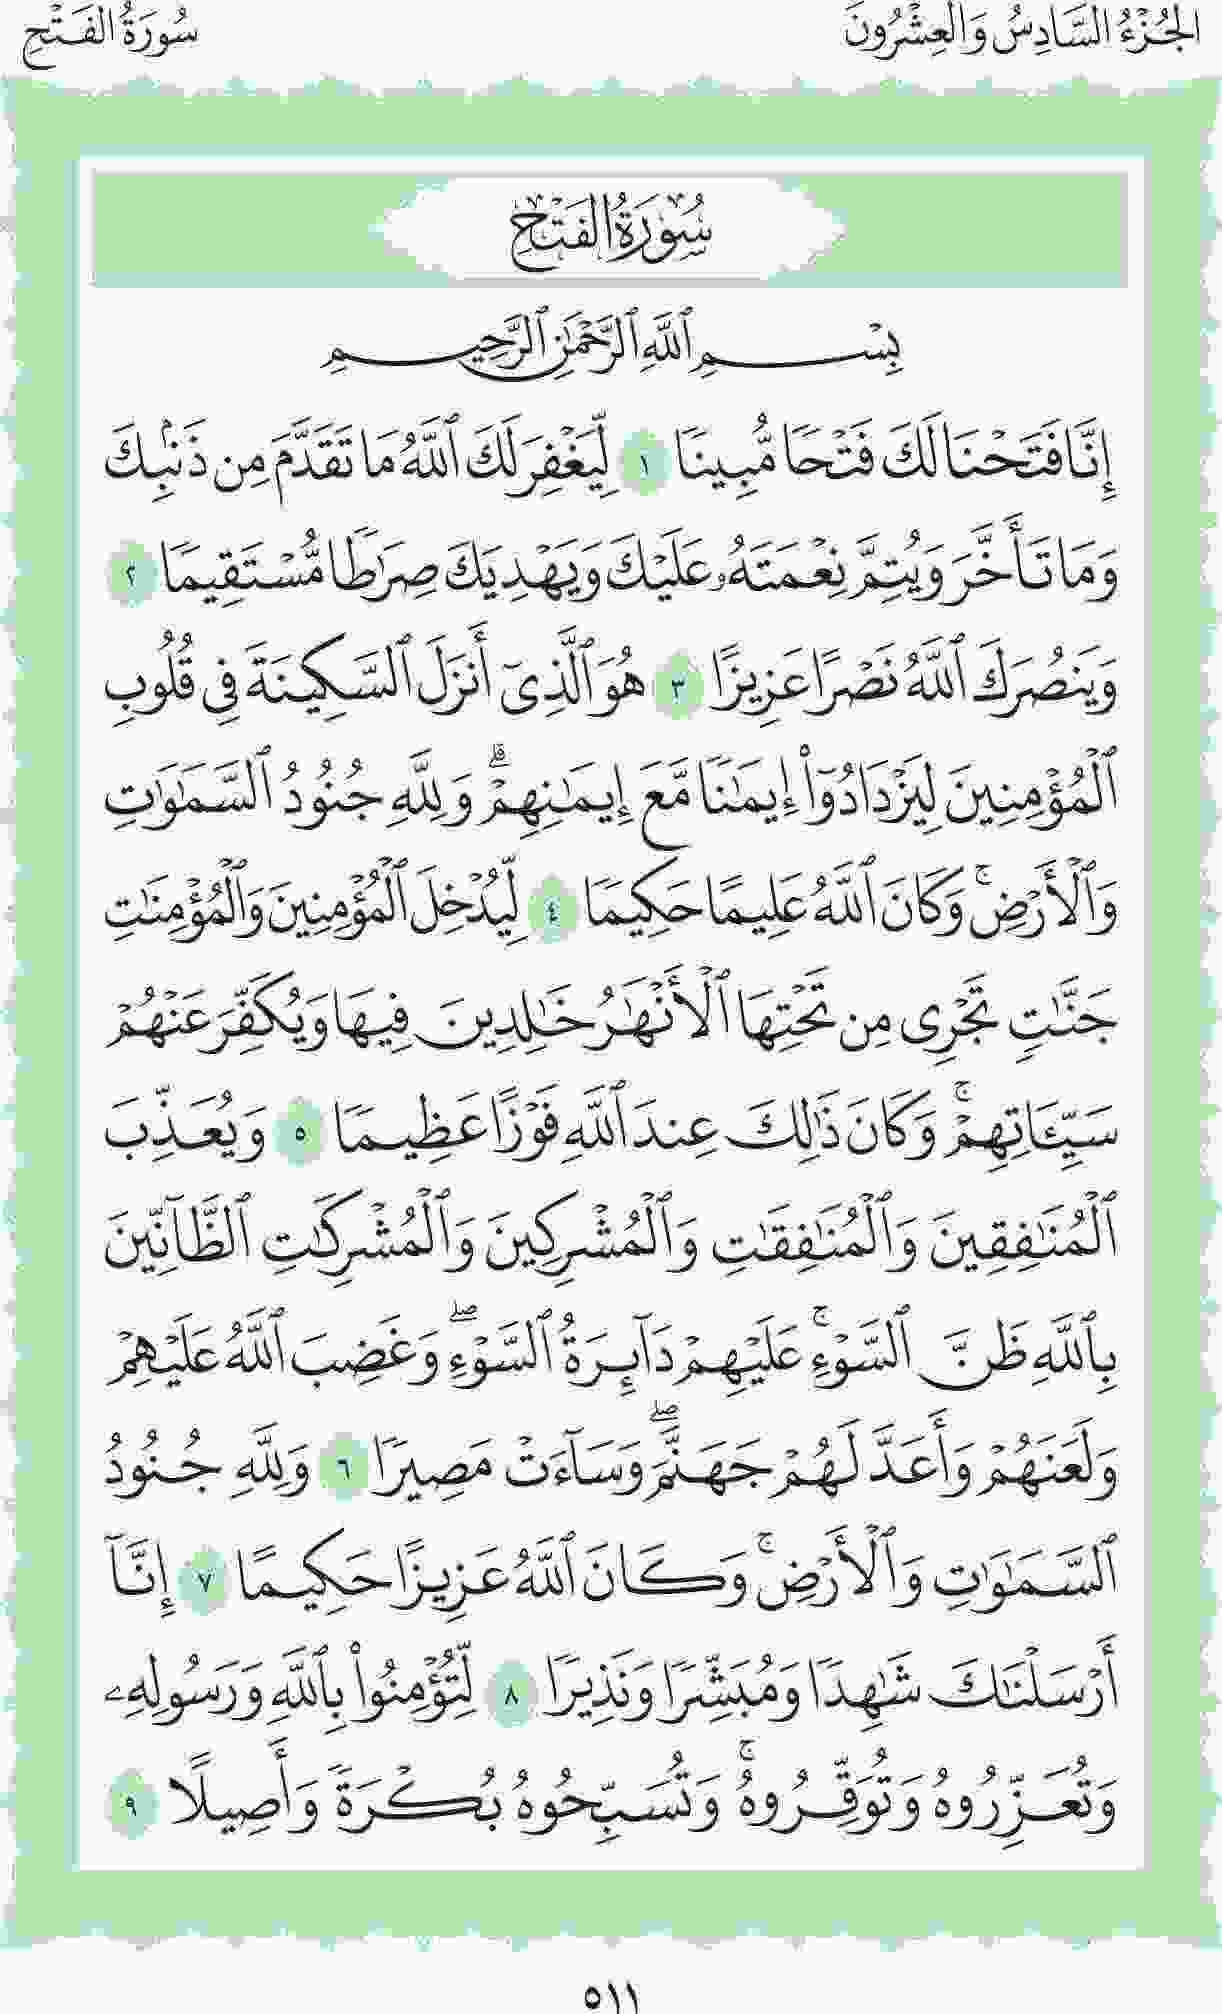 الجُزْءُ السَّادِسُ وَالعِشْرُونَ
سُورَةُ الفَتْحِ
سُورَةُ الفَتْحِ
بِسْمِ ٱللَّهِ ٱلرَّحْمَٰنِ ٱلرَّحِيمِ
إِنَّا فَتَحْنَا لَكَ فَتْحًا مُّبِينًا ١ لِّيَغْفِرَ لَكَ ٱللَّهُ مَا تَقَدَّمَ مِن ذَنۢبِكَ
وَمَا تَأَخَّرَ وَيُتِمَّ نِعْمَتَهُۥ عَلَيْكَ وَيَهْدِيَكَ صِرَٰطًا مُّسْتَقِيمًا ٢
وَيَنصُرَكَ ٱللَّهُ نَصْرًا عَزِيزًا ٣ هُوَ ٱلَّذِىٓ أَنزَلَ ٱلسَّكِينَةَ فِى قُلُوبِ
ٱلْمُؤْمِنِينَ لِيَزْدَادُوٓا۟ إِيمَٰنًا مَّعَ إِيمَٰنِهِمْ ۗ وَلِلَّهِ جُنُودُ ٱلسَّمَٰوَٰتِ
وَٱلْأَرْضِ ۚ وَكَانَ ٱللَّهُ عَلِيمًا حَكِيمًا ٤ لِّيُدْخِلَ ٱلْمُؤْمِنِينَ وَٱلْمُؤْمِنَٰتِ
جَنَّٰتٍ تَجْرِى مِن تَحْتِهَا ٱلْأَنْهَٰرُ خَٰلِدِينَ فِيهَا وَيُكَفِّرَ عَنْهُمْ
سَيِّـَٔاتِهِمْ ۚ وَكَانَ ذَٰلِكَ عِندَ ٱللَّهِ فَوْزًا عَظِيمًا ٥ وَيُعَذِّبَ
ٱلْمُنَٰفِقِينَ وَٱلْمُنَٰفِقَٰتِ وَٱلْمُشْرِكِينَ وَٱلْمُشْرِكَٰتِ ٱلظَّآنِّينَ
بِٱللَّهِ ظَنَّ ٱلسَّوْءِ ۚ عَلَيْهِمْ دَآئِرَةُ ٱلسَّوْءِ ۖ وَغَضِبَ ٱللَّهُ عَلَيْهِمْ
وَلَعَنَهُمْ وَأَعَدَّ لَهُمْ جَهَنَّمَ ۖ وَسَآءَتْ مَصِيرًا ٦ وَلِلَّهِ جُنُودُ
ٱلسَّمَٰوَٰتِ وَٱلْأَرْضِ ۚ وَكَانَ ٱللَّهُ عَزِيزًا حَكِيمًا ٧ إِنَّآ
أَرْسَلْنَٰكَ شَٰهِدًا وَمُبَشِّرًا وَنَذِيرًا ٨ لِّتُؤْمِنُوا۟ بِٱللَّهِ وَرَسُولِهِۦ
وَتُعَزِّرُوهُ وَتُوَقِّرُوهُ ۚ وَتُسَبِّحُوهُ بُكْرَةً وَأَصِيلًا ٩
٥١١